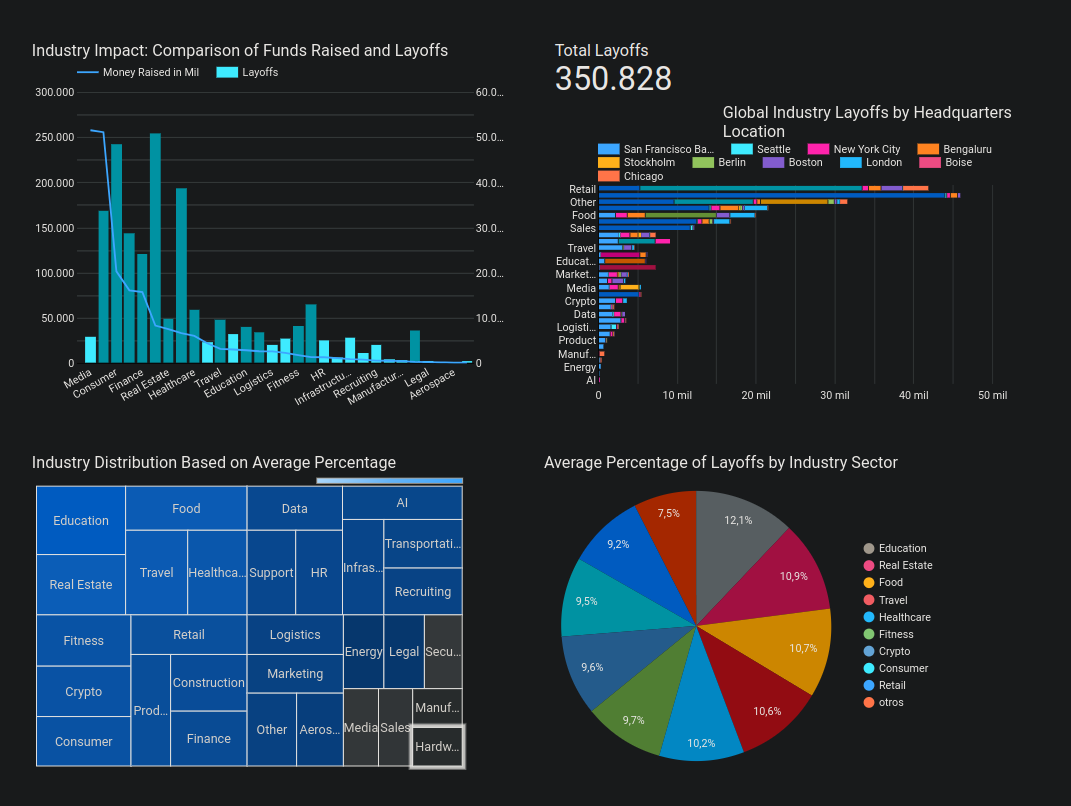 Industry Impact: Comparison of Funds Raised and Layoffs
Money Raised in Mil
Layoffs
300.000
250.000
200.000
150.000
100.000
50.000
0
60.0...
50.0...
40.0...
30.0...
20.0...
10.0...
0
Media
Consumer
Finance
Real Estate
Healthcare
Travel
Education
Logistics
Fitness
HR
Infrastructu...
Recruiting
Manufactur...
Legal
Aerospace
Total Layoffs
350.828
Global Industry Layoffs by Headquarters
Location
San Francisco Ba...
Seattle
New York City
Bengaluru
Stockholm
Berlin
Boston
London
Boise
Chicago
Retail
Other
Food
Sales
Travel
Educat...
Market...
Media
Crypto
Data
Logisti...
Product
Manuf...
Energy
AI
0
10 mil
20 mil
30 mil
40 mil
50 mil
Industry Distribution Based on Average Percentage
Education
Real Estate
Food
Travel
Healthca...
Data
Support
HR
AI
Infras...
Transportati...
Recruiting
Fitness
Crypto
Consumer
Retail
Prod...
Construction
Finance
Logistics
Marketing
Other
Aeros...
Energy
Legal
Secu...
Media
Sales
Manuf...
Hardw...
Average Percentage of Layoffs by Industry Sector
12,1%
10,9%
10,7%
10,6%
10,2%
9,7%
9,6%
9,5%
9,2%
7,5%
Education
Real Estate
Food
Travel
Healthcare
Fitness
Crypto
Consumer
Retail
otros